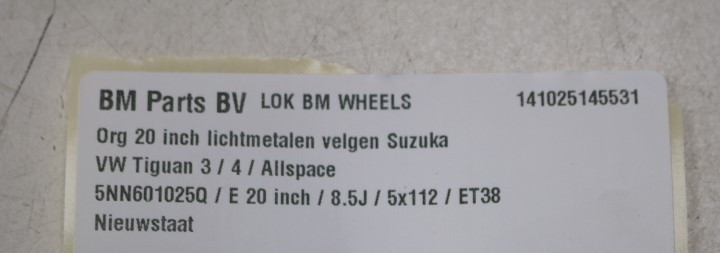 BM Parts BV LOK BM WHEELS 141025145531
Org 20 inch lichtmetalen velgen Suzuka
VW Tiguan 3 / 4 / Allspace
5NN601025Q / E 20 inch / 8.5J / 5x112 / ET38
Nieuwstaat